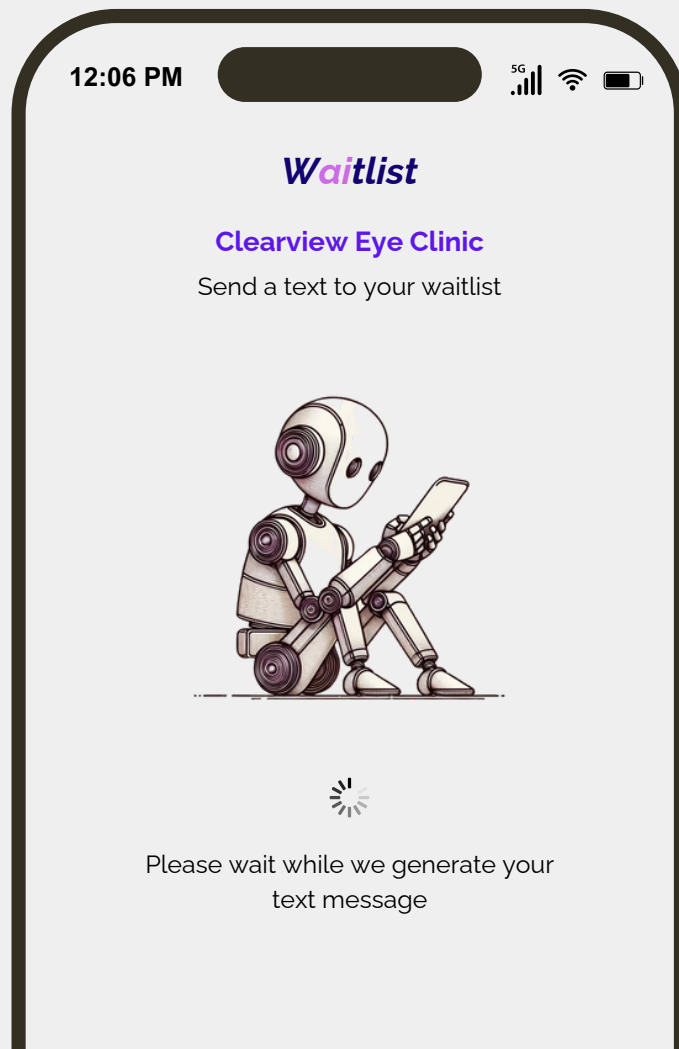 12:06 PM
5G
Waitlist
Clearview Eye Clinic
Send a text to your waitlist
Please wait while we generate your
text message